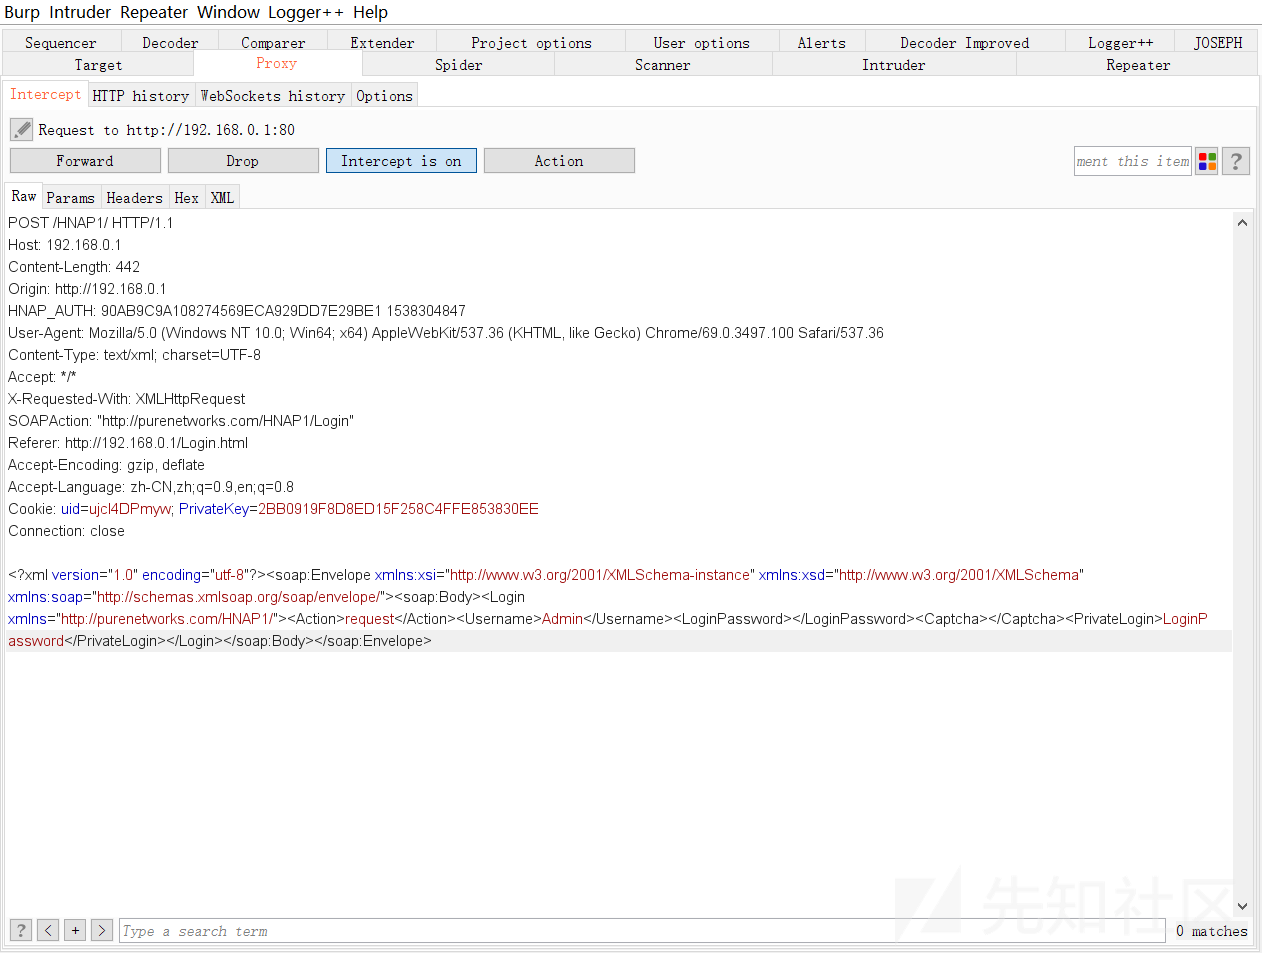 Burp Intruder Repeater Window Logger++ Help
Sequencer Decoder Comparer Extender Project options User options Alerts Decoder Improved Logger++ JOSEPH
Target Proxy Spider Scanner Intruder Repeater
Intercept HTTP history WebSockets history Options
Request to http://192.168.0.1:80
Forward Drop Intercept is on Action ment this item ?
Raw Params Headers Hex XML
POST /HNAP1/ HTTP/1.1
Host: 192.168.0.1
Content-Length: 442
Origin: http://192.168.0.1
HNAP_AUTH: 90AB9C9A108274569ECA929DD7E29BE1 1538304847
User-Agent: Mozilla/5.0 (Windows NT 10.0; Win64; x64) AppleWebKit/537.36 (KHTML, like Gecko) Chrome/69.0.3497.100 Safari/537.36
Content-Type: text/xml; charset=UTF-8
Accept: */*
X-Requested-With: XMLHttpRequest
SOAPAction: "http://purenetworks.com/HNAP1/Login"
Referer: http://192.168.0.1/Login.html
Accept-Encoding: gzip, deflate
Accept-Language: zh-CN,zh;q=0.9,en;q=0.8
Cookie: uid=ujcl4DPmyw; PrivateKey=2BB0919F8D8ED15F258C4FFE853830EE
Connection: close
<?xml version="1.0" encoding="utf-8"?><soap:Envelope xmlns:xsi="http://www.w3.org/2001/XMLSchema-instance" xmlns:xsd="http://www.w3.org/2001/XMLSchema"
xmlns:soap="http://schemas.xmlsoap.org/soap/envelope/"><soap:Body><Login
xmlns="http://purenetworks.com/HNAP1/"><Action>request</Action><Username>Admin</Username><LoginPassword></LoginPassword><Captcha></Captcha><PrivateLogin>LoginP
assword</PrivateLogin></Login></soap:Body></soap:Envelope>
先知社区
? < + > Type a search term 0 matches